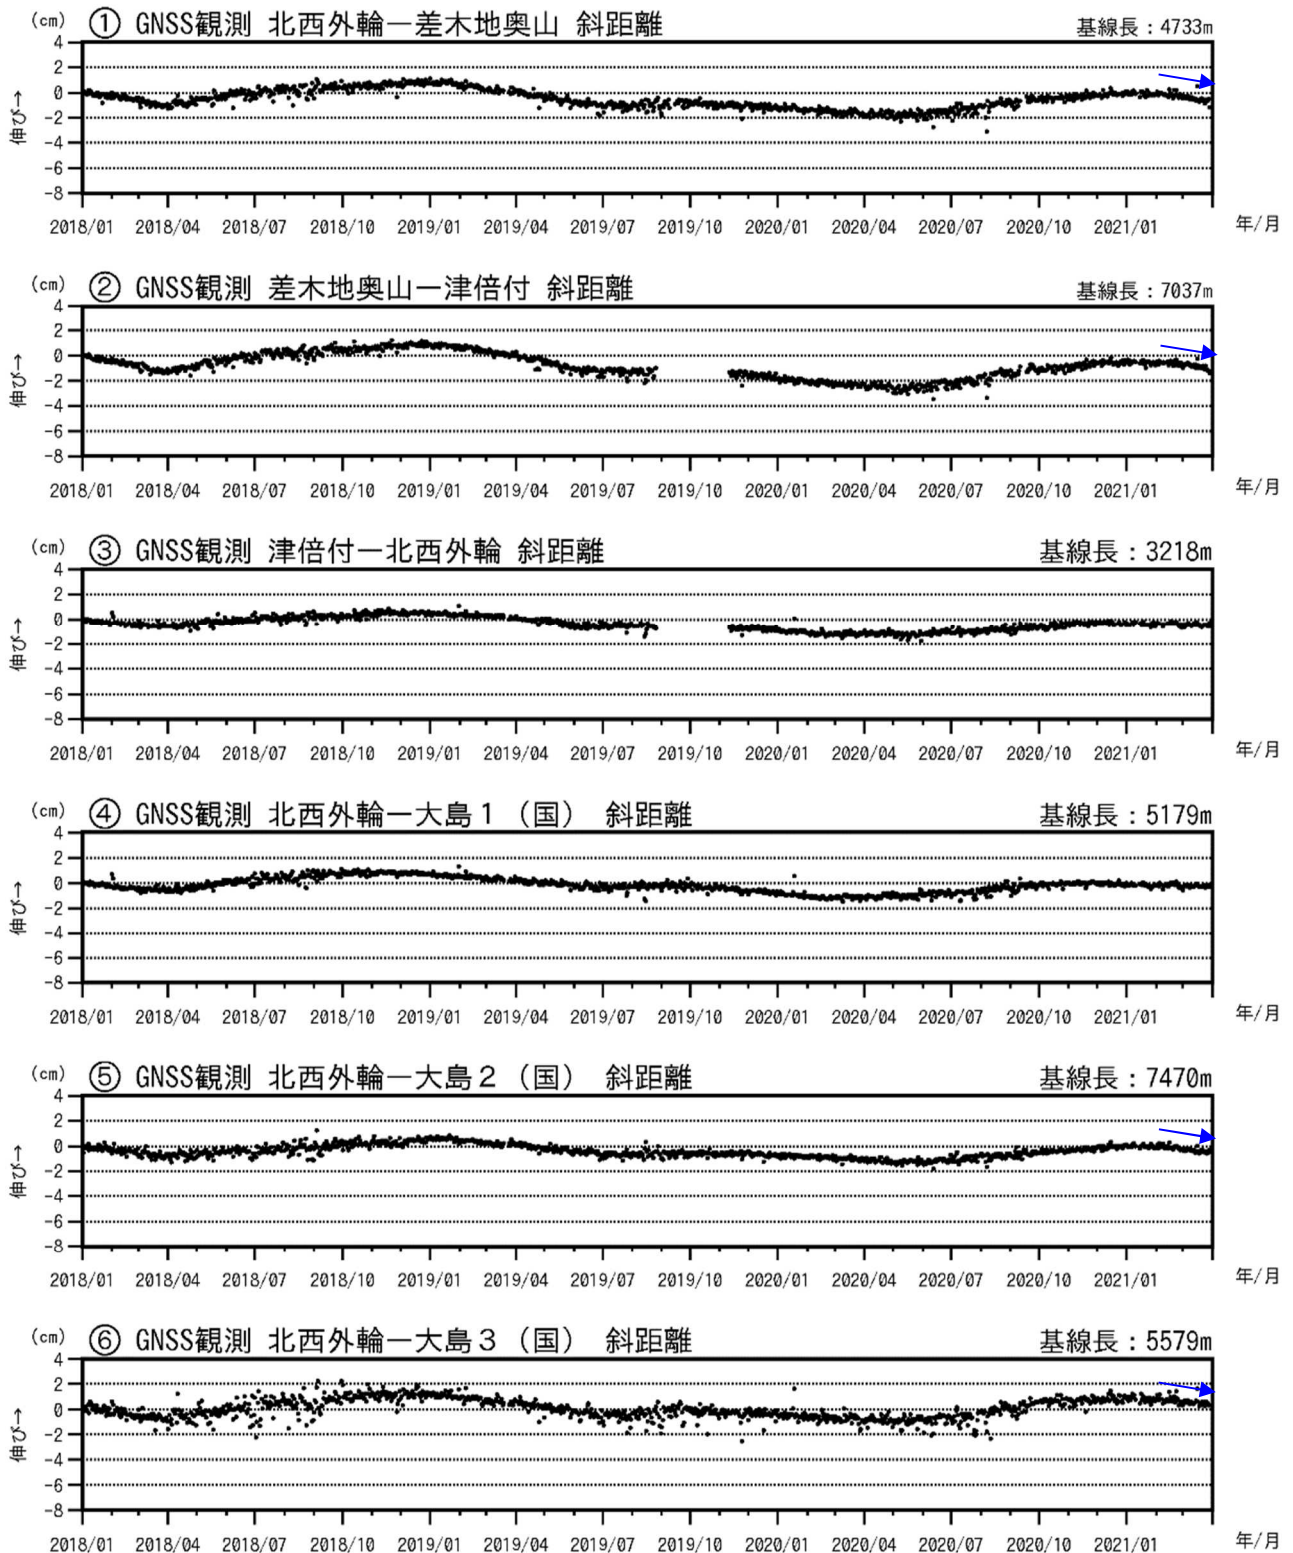 (cm) ① GNSS観測 北西外輪－差木地奥山 斜距離 基線長：4733m
4
2
0
-2
-4
-6
-8
伸び→
2018/01 2018/04 2018/07 2018/10 2019/01 2019/04 2019/07 2019/10 2020/01 2020/04 2020/07 2020/10 2021/01 年/月
(cm) ② GNSS観測 差木地奥山－津倍付 斜距離 基線長：7037m
4
2
0
-2
-4
-6
-8
伸び→
2018/01 2018/04 2018/07 2018/10 2019/01 2019/04 2019/07 2019/10 2020/01 2020/04 2020/07 2020/10 2021/01 年/月
(cm) ③ GNSS観測 津倍付－北西外輪 斜距離 基線長：3218m
4
2
0
-2
-4
-6
-8
伸び→
2018/01 2018/04 2018/07 2018/10 2019/01 2019/04 2019/07 2019/10 2020/01 2020/04 2020/07 2020/10 2021/01 年/月
(cm) ④ GNSS観測 北西外輪－大島１（国） 斜距離 基線長：5179m
4
2
0
-2
-4
-6
-8
伸び→
2018/01 2018/04 2018/07 2018/10 2019/01 2019/04 2019/07 2019/10 2020/01 2020/04 2020/07 2020/10 2021/01 年/月
(cm) ⑤ GNSS観測 北西外輪－大島２（国） 斜距離 基線長：7470m
4
2
0
-2
-4
-6
-8
伸び→
2018/01 2018/04 2018/07 2018/10 2019/01 2019/04 2019/07 2019/10 2020/01 2020/04 2020/07 2020/10 2021/01 年/月
(cm) ⑥ GNSS観測 北西外輪－大島３（国） 斜距離 基線長：5579m
4
2
0
-2
-4
-6
-8
伸び→
2018/01 2018/04 2018/07 2018/10 2019/01 2019/04 2019/07 2019/10 2020/01 2020/04 2020/07 2020/10 2021/01 年/月